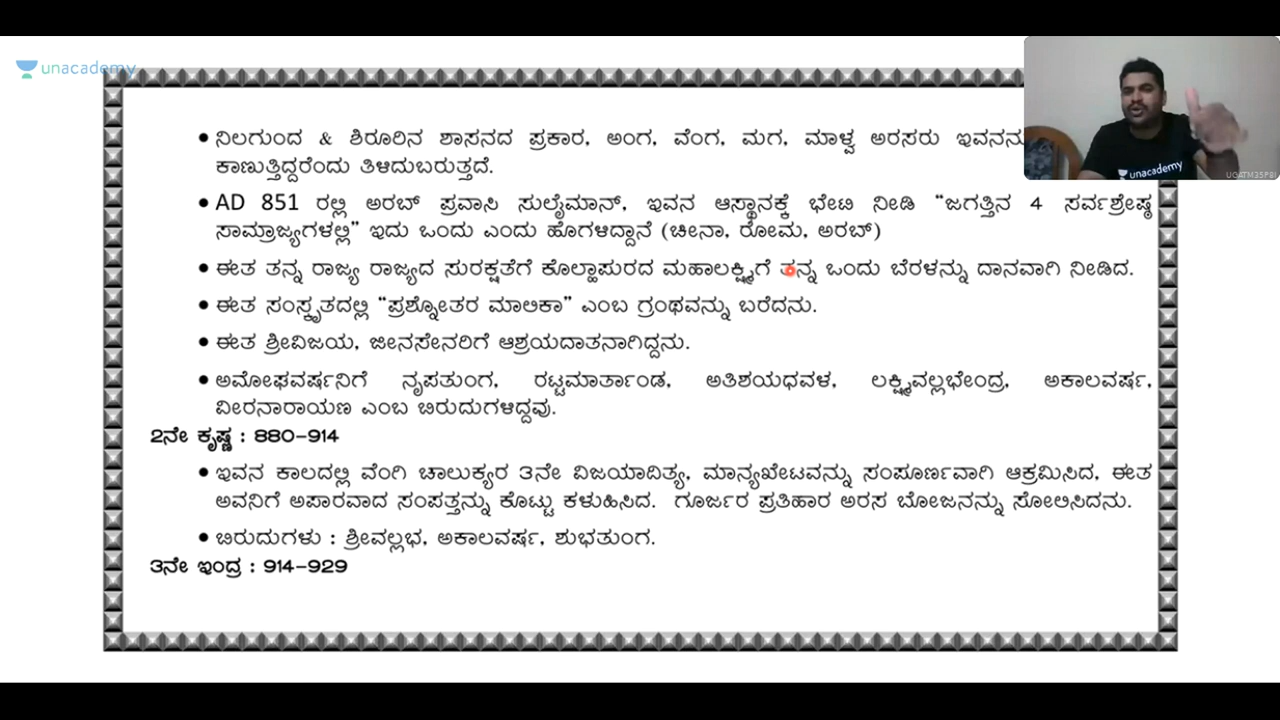 unacademy
• ನಿಲಗುಂದ & ಶಿರೂರಿನ ಶಾಸನದ ಪ್ರಕಾರ, ಅಂಗ, ವೆಂಗ, ಮಗ, ಮಾಳ್ವ ಅರಸರು
ಕಾಣುತ್ತಿದ್ದರೆಂದು ತಿಳಿದುಬರುತ್ತದೆ.
unacademy
UGATM35P8I
• AD 851 ರಲ್ಲಿ ಅರಬ್ ಪ್ರವಾಸಿ ಸುಲೈಮಾನ್, ಇವನ ಆಸ್ಥಾನಕ್ಕೆ ಭೇಟಿ ನೀಡಿ “ಜಗತ್ತಿನ 4 ಸರ್ವಶ್ರೇಷ್ಠ
ಸಾಮ್ರಾಜ್ಯಗಳಲ್ಲಿ” ಇದು ಒಂದು ಎಂದು ಹೊಗಳಿದ್ದಾನೆ (ಚೀನಾ, ರೋಮ, ಅರಬ್)
• ಈತ ತನ್ನ ರಾಜ್ಯ ರಾಜ್ಯದ ಸುರಕ್ಷತೆಗೆ ಕೊಲ್ಹಾಪುರದ ಮಹಾಲಕ್ಷ್ಮಿಗೆ ತನ್ನ ಒಂದು ಬೆರಳನ್ನು ದಾನವಾಗಿ ನೀಡಿದ.
• ಈತ ಸಂಸ್ಕೃತದಲ್ಲಿ “ಪ್ರಶ್ನೋತರ ಮಾಲಿಕಾ” ಎಂಬ ಗ್ರಂಥವನ್ನು ಬರೆದನು.
• ಈತ ಶ್ರೀವಿಜಯ, ಜೀನಸೇನರಿಗೆ ಆಶ್ರಯದಾತನಾಗಿದ್ದನು.
• ಅಮೋಘವರ್ಷನಿಗೆ ನೃಪತುಂಗ, ರಟ್ಟಮಾರ್ತಾಂಡ, ಅತಿಶಯಧವಳ, ಲಕ್ಷ್ಮಿವಲ್ಲಭೇಂದ್ರ, ಅಕಾಲವರ್ಷ,
ವೀರನಾರಾಯಣ ಎಂಬ ಬಿರುದುಗಳಿದ್ದವು.
2ನೇ ಕೃಷ್ಣ : 880-914
• ಇವನ ಕಾಲದಲ್ಲಿ ವೆಂಗಿ ಚಾಲುಕ್ಯರ 3ನೇ ವಿಜಯಾದಿತ್ಯ, ಮಾನ್ಯಖೇಟವನ್ನು ಸಂಪೂರ್ಣವಾಗಿ ಆಕ್ರಮಿಸಿದ, ಈತ
ಅವನಿಗೆ ಅಪಾರವಾದ ಸಂಪತ್ತನ್ನು ಕೊಟ್ಟು ಕಳುಹಿಸಿದ. ಗೂರ್ಜರ ಪ್ರತಿಹಾರ ಅರಸ ಬೋಜನನ್ನು ಸೋಲಿಸಿದನು.
• ಬಿರುದುಗಳು : ಶ್ರೀವಲ್ಲಭ, ಅಕಾಲವರ್ಷ, ಶುಭತುಂಗ.
3ನೇ ಇಂದ್ರ : 914-929